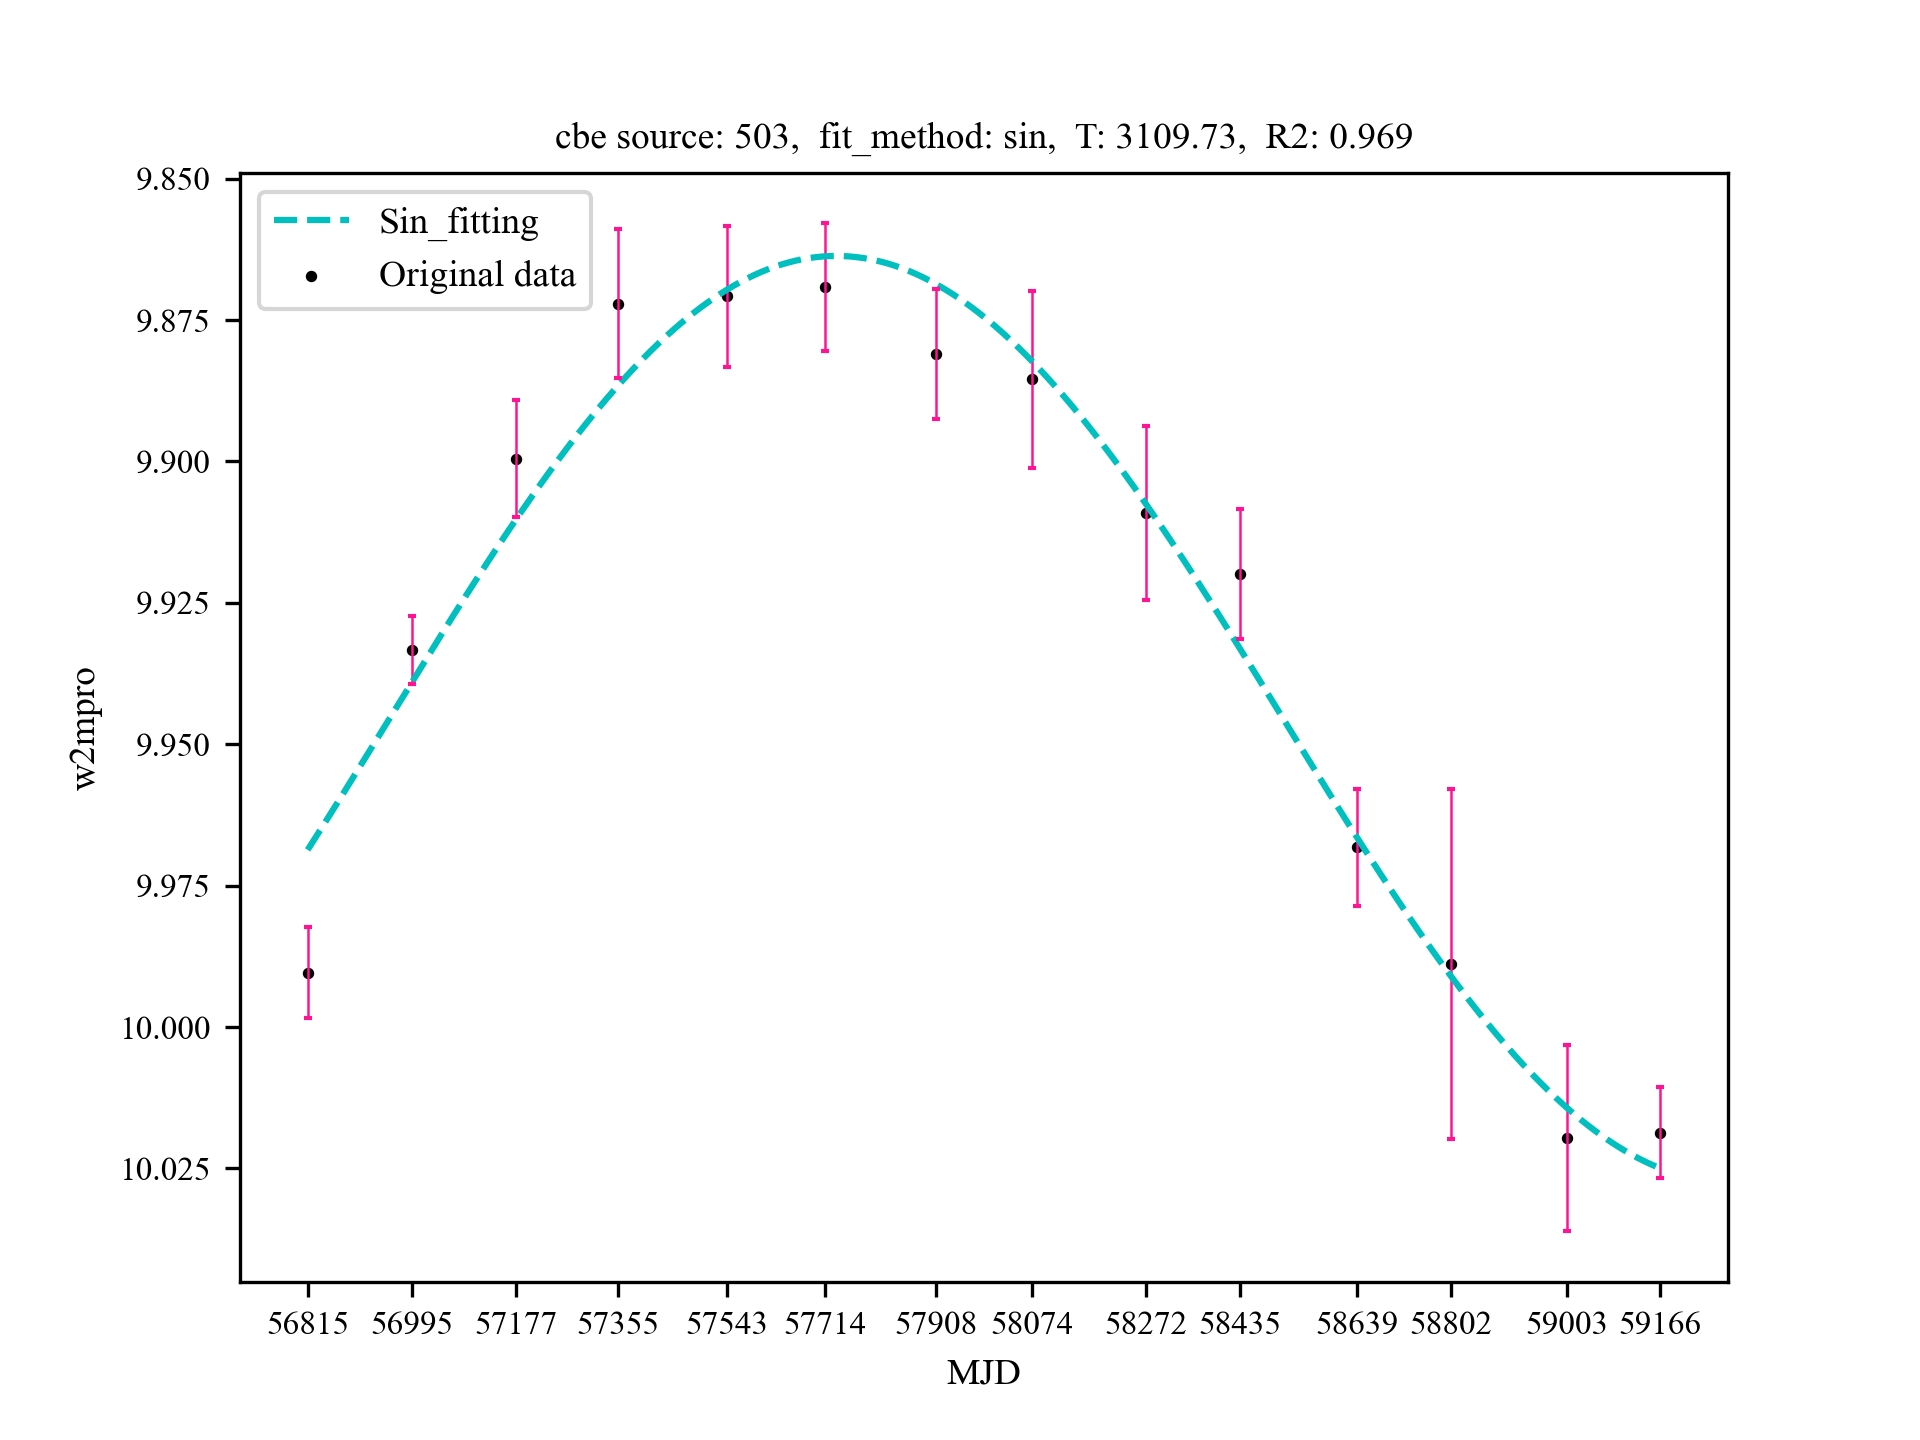 cbe source: 503,  fit_method: sin,  T: 3109.73,  R2: 0.969
Sin_fitting
Original data
9.850
9.875
9.900
9.925
9.950
9.975
10.000
10.025
w2mpro
56815 56995 57177 57355 57543 57714 57908 58074 58272 58435 58639 58802 59003 59166
MJD